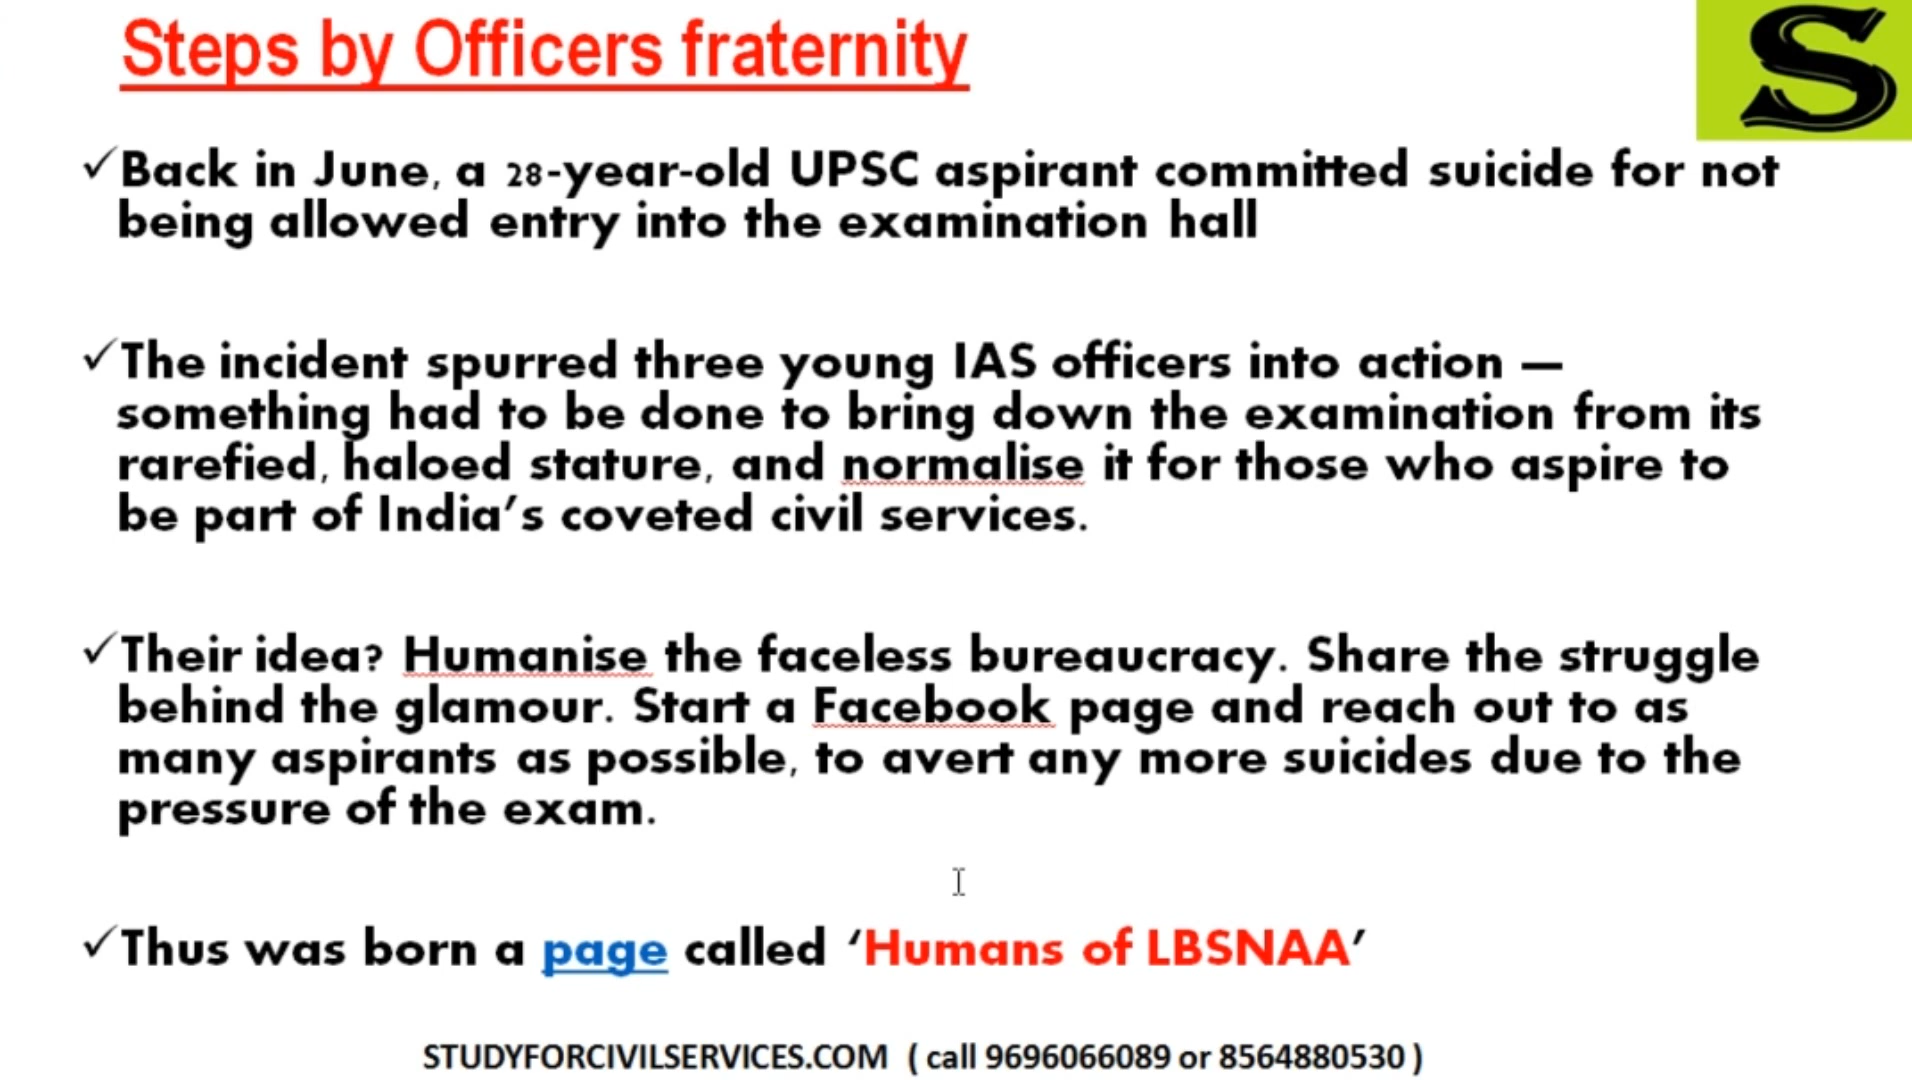 Steps by Officers fraternity
S
✓Back in June, a 28-year-old UPSC aspirant committed suicide for not
being allowed entry into the examination hall
✓The incident spurred three young IAS officers into action —
something had to be done to bring down the examination from its
rarefied, haloed stature, and normalise it for those who aspire to
be part of India’s coveted civil services.
✓Their idea? Humanise the faceless bureaucracy. Share the struggle
behind the glamour. Start a Facebook page and reach out to as
many aspirants as possible, to avert any more suicides due to the
pressure of the exam.
✓Thus was born a page called ‘Humans of LBSNAA’
STUDYFORCIVILSERVICES.COM ( call 9696066089 or 8564880530 )